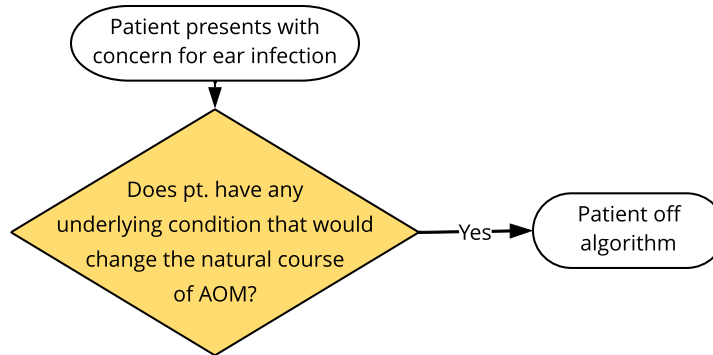 Patient presents with
concern for ear infection
Does pt. have any
underlying condition that would
change the natural course
of AOM?
Yes
Patient off
algorithm